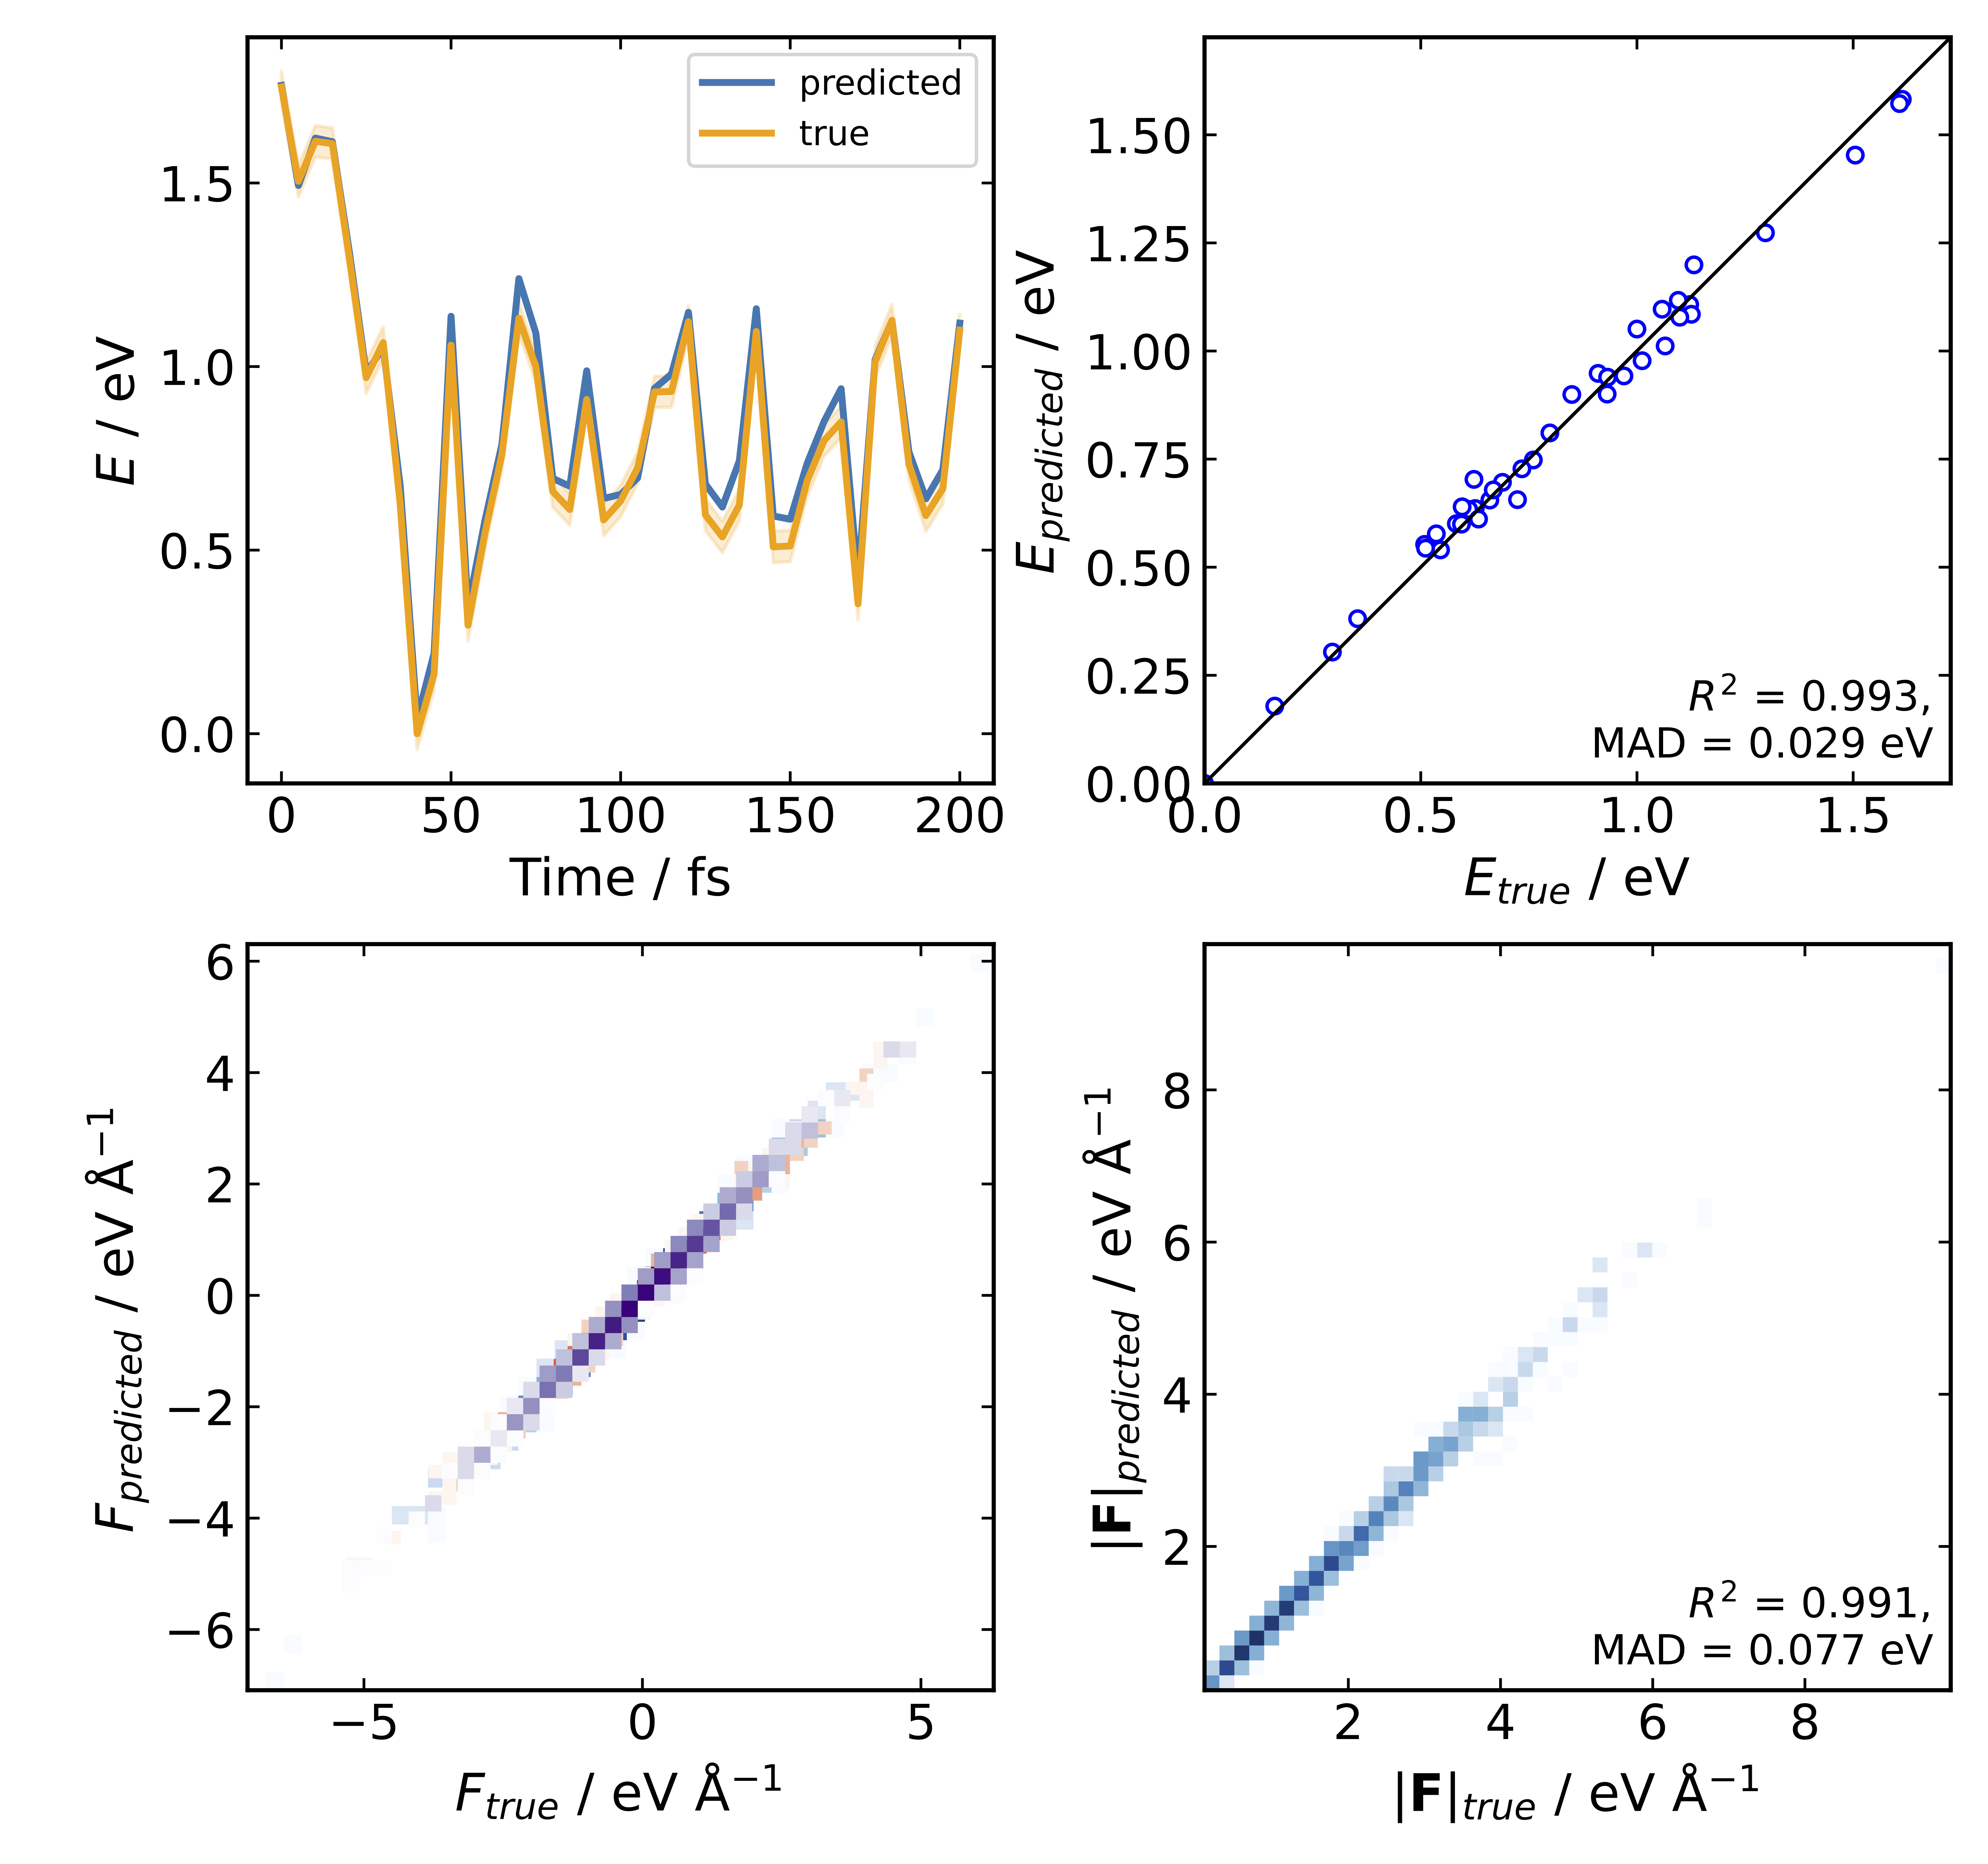 E / eV
1.5
1.0
0.5
0.0
predicted
true
0 50 100 150 200
Time / fs
E_predicted / eV
1.50
1.25
1.00
0.75
0.50
0.25
0.00
R² = 0.993,
MAD = 0.029 eV
0.0 0.5 1.0 1.5
E_true / eV
F_predicted / eV Å⁻¹
6
4
2
0
−2
−4
−6
−5 0 5
F_true / eV Å⁻¹
|F|_predicted / eV Å⁻¹
8
6
4
2
R² = 0.991,
MAD = 0.077 eV
2 4 6 8
|F|_true / eV Å⁻¹